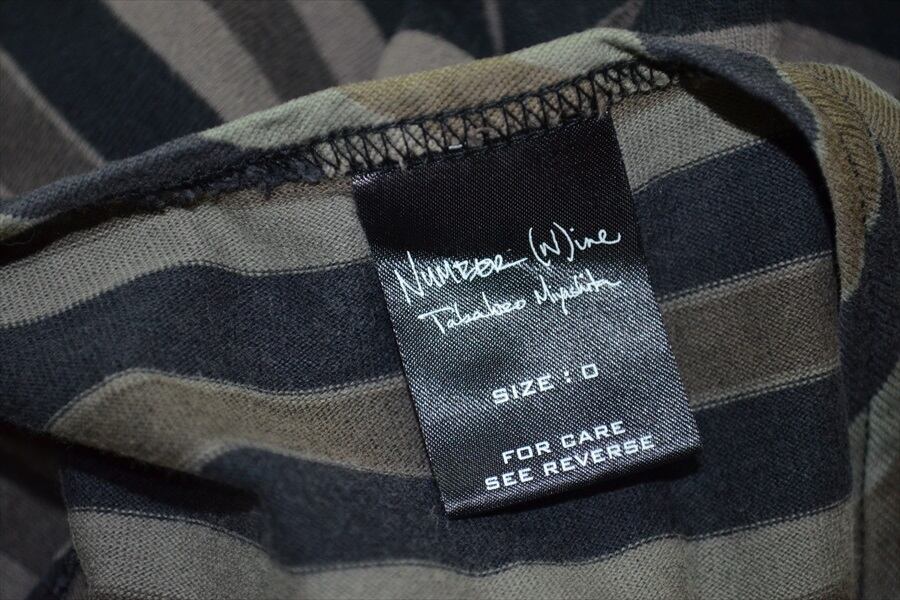 NUMBER (N)ine
Takahiro Miyashita
SIZE : 0
FOR CARE
SEE REVERSE